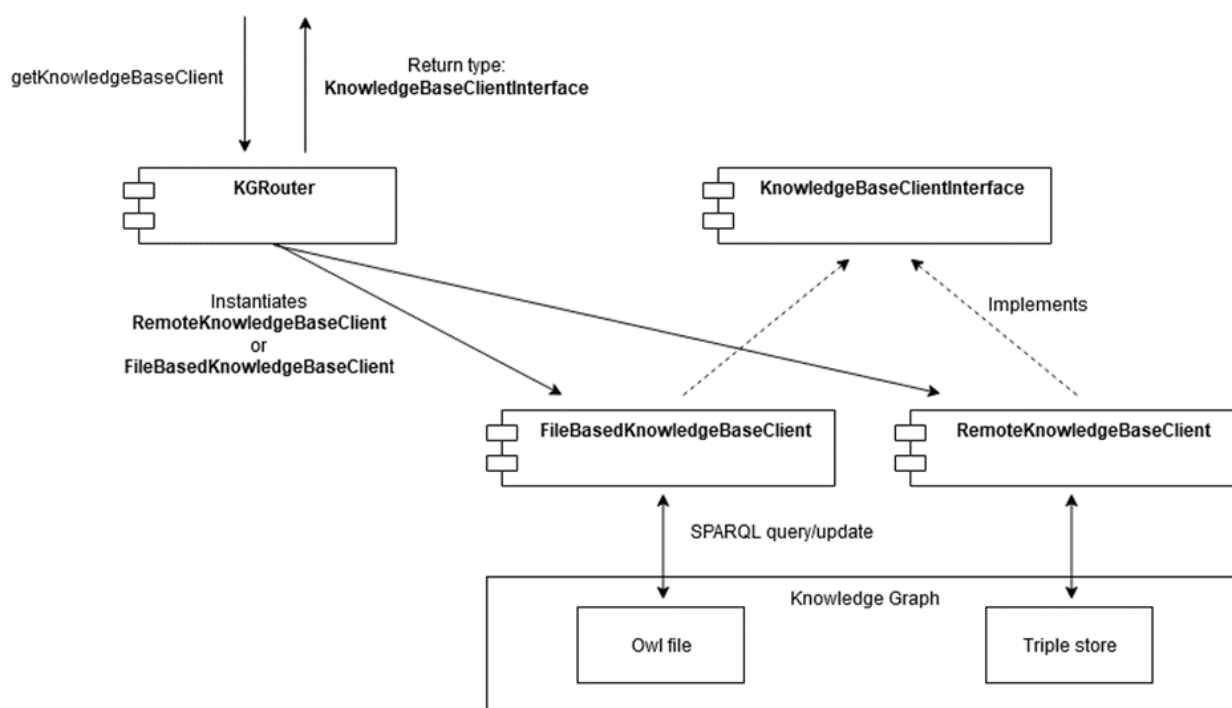 getKnowledgeBaseClient
Return type:
KnowledgeBaseClientInterface
KGRouter
KnowledgeBaseClientInterface
Instantiates
RemoteKnowledgeBaseClient
or
FileBasedKnowledgeBaseClient
Implements
FileBasedKnowledgeBaseClient
RemoteKnowledgeBaseClient
SPARQL query/update
Knowledge Graph
Owl file
Triple store